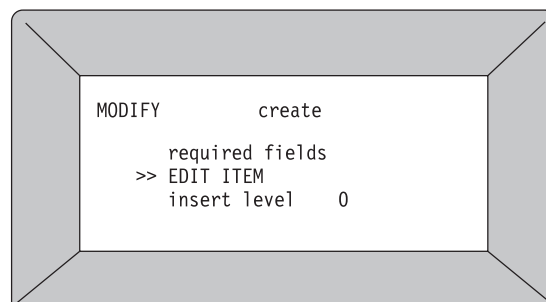 MODIFY create
required fields
>> EDIT ITEM
insert level 0